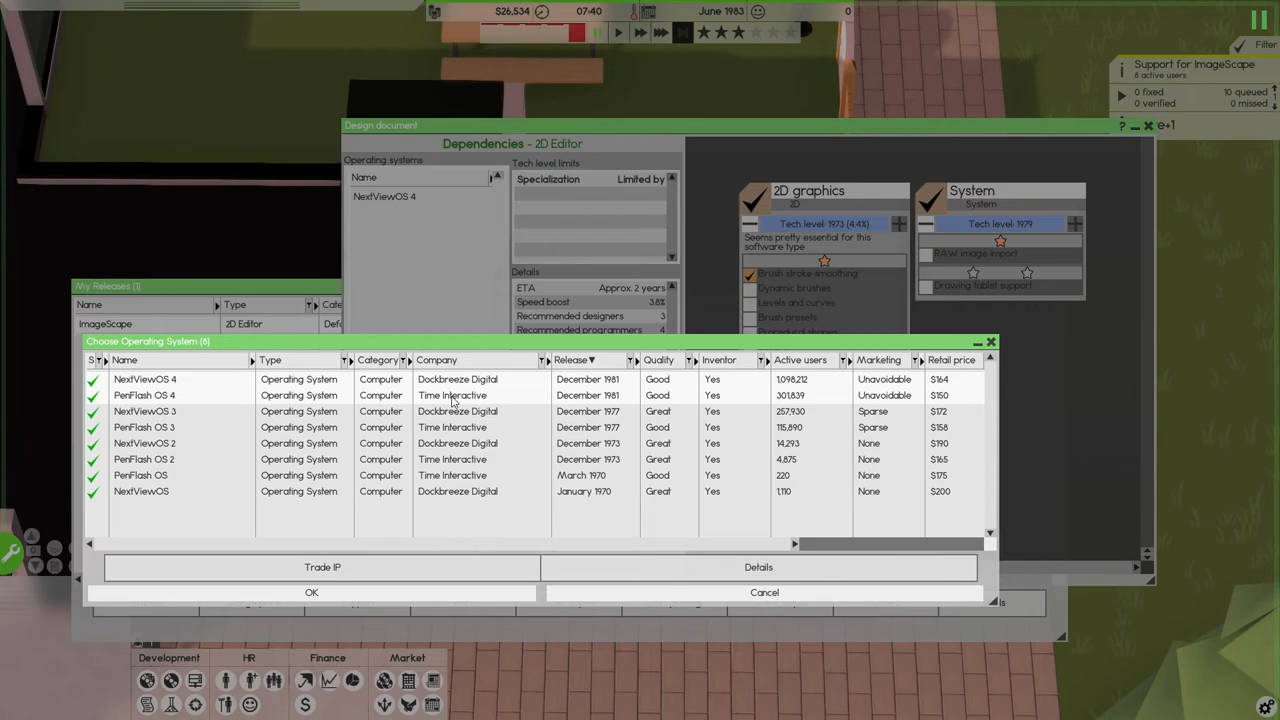 $26,534 07:40 June 1983 0
Filter
Support for ImageScape
8 active users
0 fixed 10 queued
0 verified 0 missed
e+1
Design document
Dependencies - 2D Editor
Operating systems
Name
NextViewOS 4
Tech level limits
Specialization Limited by
Details
ETA Approx. 2 years
Speed boost 3.8%
Recommended designers 3
Recommended programmers 4
2D graphics
2D
Tech level: 1973 (4.4%)
Seems pretty essential for this
software type
Brush stroke smoothing
Dynamic brushes
Levels and curves
Brush presets
Procedural shapes
System
System
Tech level: 1979
RAW image import
Drawing tablet support
My Releases (1)
Name Type Cate
ImageScape 2D Editor Defa
Choose Operating System (8)
S Name Type Category Company Release▼ Quality Inventor Active users Marketing Retail price
NextViewOS 4 Operating System Computer Dockbreeze Digital December 1981 Good Yes 1,098,212 Unavoidable $164
PenFlash OS 4 Operating System Computer Time Interactive December 1981 Good Yes 301,839 Unavoidable $150
NextViewOS 3 Operating System Computer Dockbreeze Digital December 1977 Great Yes 257,930 Sparse $172
PenFlash OS 3 Operating System Computer Time Interactive December 1977 Good Yes 115,890 Sparse $158
NextViewOS 2 Operating System Computer Dockbreeze Digital December 1973 Great Yes 14,293 None $190
PenFlash OS 2 Operating System Computer Time Interactive December 1973 Great Yes 4,875 None $165
PenFlash OS Operating System Computer Time Interactive March 1970 Good Yes 220 None $175
NextViewOS Operating System Computer Dockbreeze Digital January 1970 Great Yes 1,110 None $200
Trade IP Details
OK Cancel
Development HR Finance Market